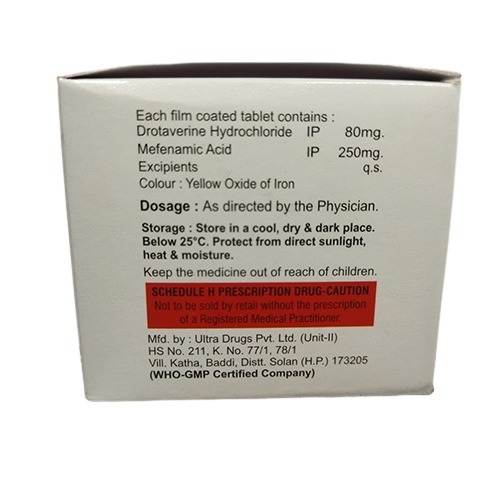 Each film coated tablet contains :
Drotaverine Hydrochloride IP 80mg.
Mefenamic Acid IP 250mg.
Excipients q.s.
Colour : Yellow Oxide of Iron
Dosage : As directed by the Physician.
Storage : Store in a cool, dry & dark place.
Below 25°C. Protect from direct sunlight,
heat & moisture.
Keep the medicine out of reach of children.
SCHEDULE H PRESCRIPTION DRUG-CAUTION
Not to be sold by retail without the prescription
of a Registered Medical Practitioner.
Mfd. by : Ultra Drugs Pvt. Ltd. (Unit-II)
HS No. 211, K. No. 77/1, 78/1
Vill. Katha, Baddi, Distt. Solan (H.P.) 173205
(WHO-GMP Certified Company)